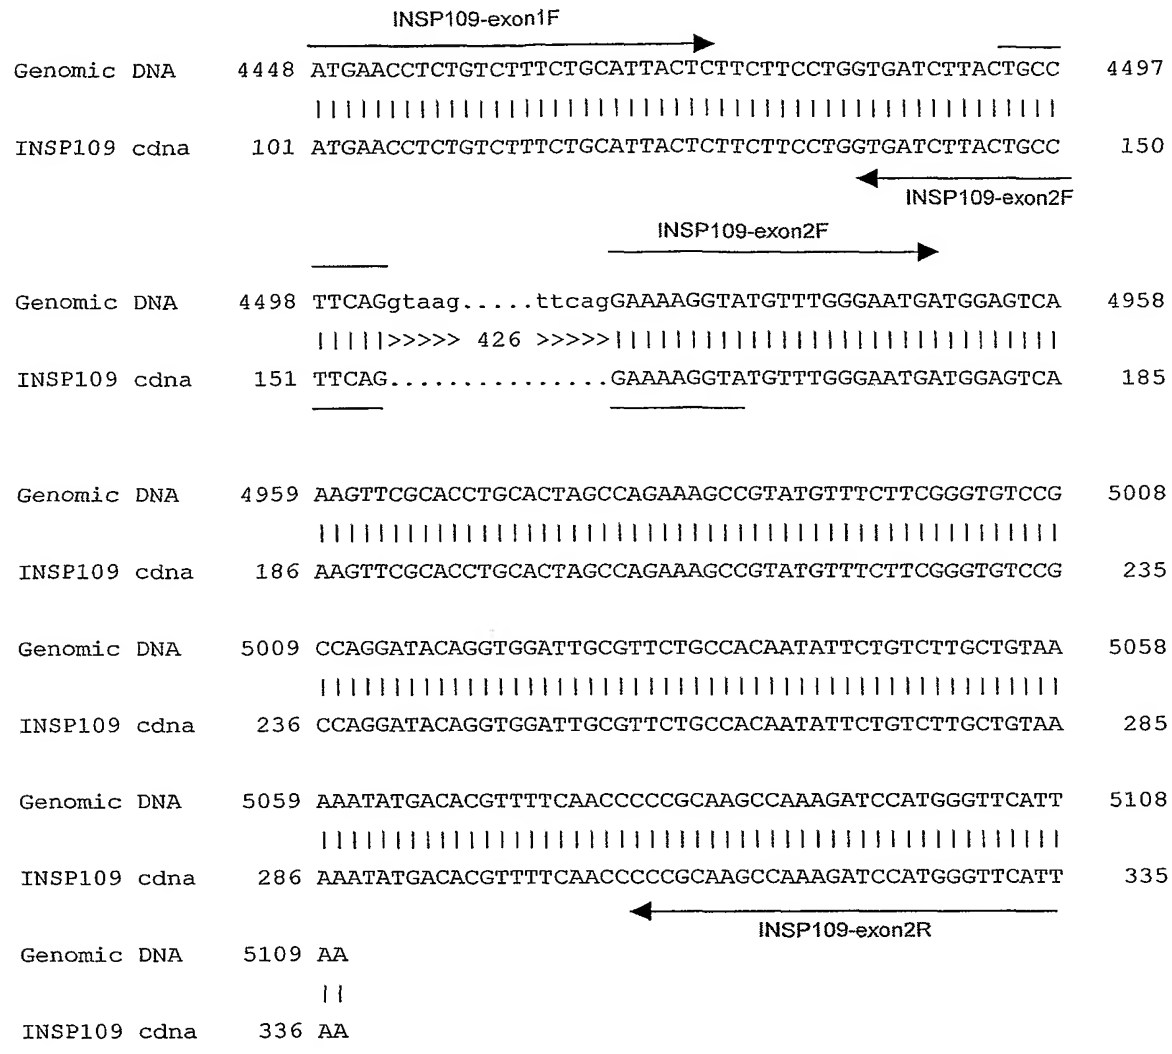 INSP109-exon1F
Genomic DNA 4448 ATGAACCTCTGTCTTTCTGCATTACTCTTCTTCCTGGTGATCTTACTGCC 4497
||||||||||||||||||||||||||||||||||||||||||||||||||
INSP109 cdna 101 ATGAACCTCTGTCTTTCTGCATTACTCTTCTTCCTGGTGATCTTACTGCC 150
INSP109-exon2F
INSP109-exon2F
Genomic DNA 4498 TTCAGgtaag.....ttcagGAAAAGGTATGTTTGGGAATGATGGAGTCA 4958
|||||>>>>> 426 >>>>>||||||||||||||||||||||||||||||
INSP109 cdna 151 TTCAG...............GAAAAGGTATGTTTGGGAATGATGGAGTCA 185
Genomic DNA 4959 AAGTTCGCACCTGCACTAGCCAGAAAGCCGTATGTTTCTTCGGGTGTCCG 5008
||||||||||||||||||||||||||||||||||||||||||||||||||
INSP109 cdna 186 AAGTTCGCACCTGCACTAGCCAGAAAGCCGTATGTTTCTTCGGGTGTCCG 235
Genomic DNA 5009 CCAGGATACAGGTGGATTGCGTTCTGCCACAATATTCTGTCTTGCTGTAA 5058
||||||||||||||||||||||||||||||||||||||||||||||||||
INSP109 cdna 236 CCAGGATACAGGTGGATTGCGTTCTGCCACAATATTCTGTCTTGCTGTAA 285
Genomic DNA 5059 AAATATGACACGTTTTCAACCCCCGCAAGCCAAAGATCCATGGGTTCATT 5108
||||||||||||||||||||||||||||||||||||||||||||||||||
INSP109 cdna 286 AAATATGACACGTTTTCAACCCCCGCAAGCCAAAGATCCATGGGTTCATT 335
INSP109-exon2R
Genomic DNA 5109 AA
||
INSP109 cdna 336 AA